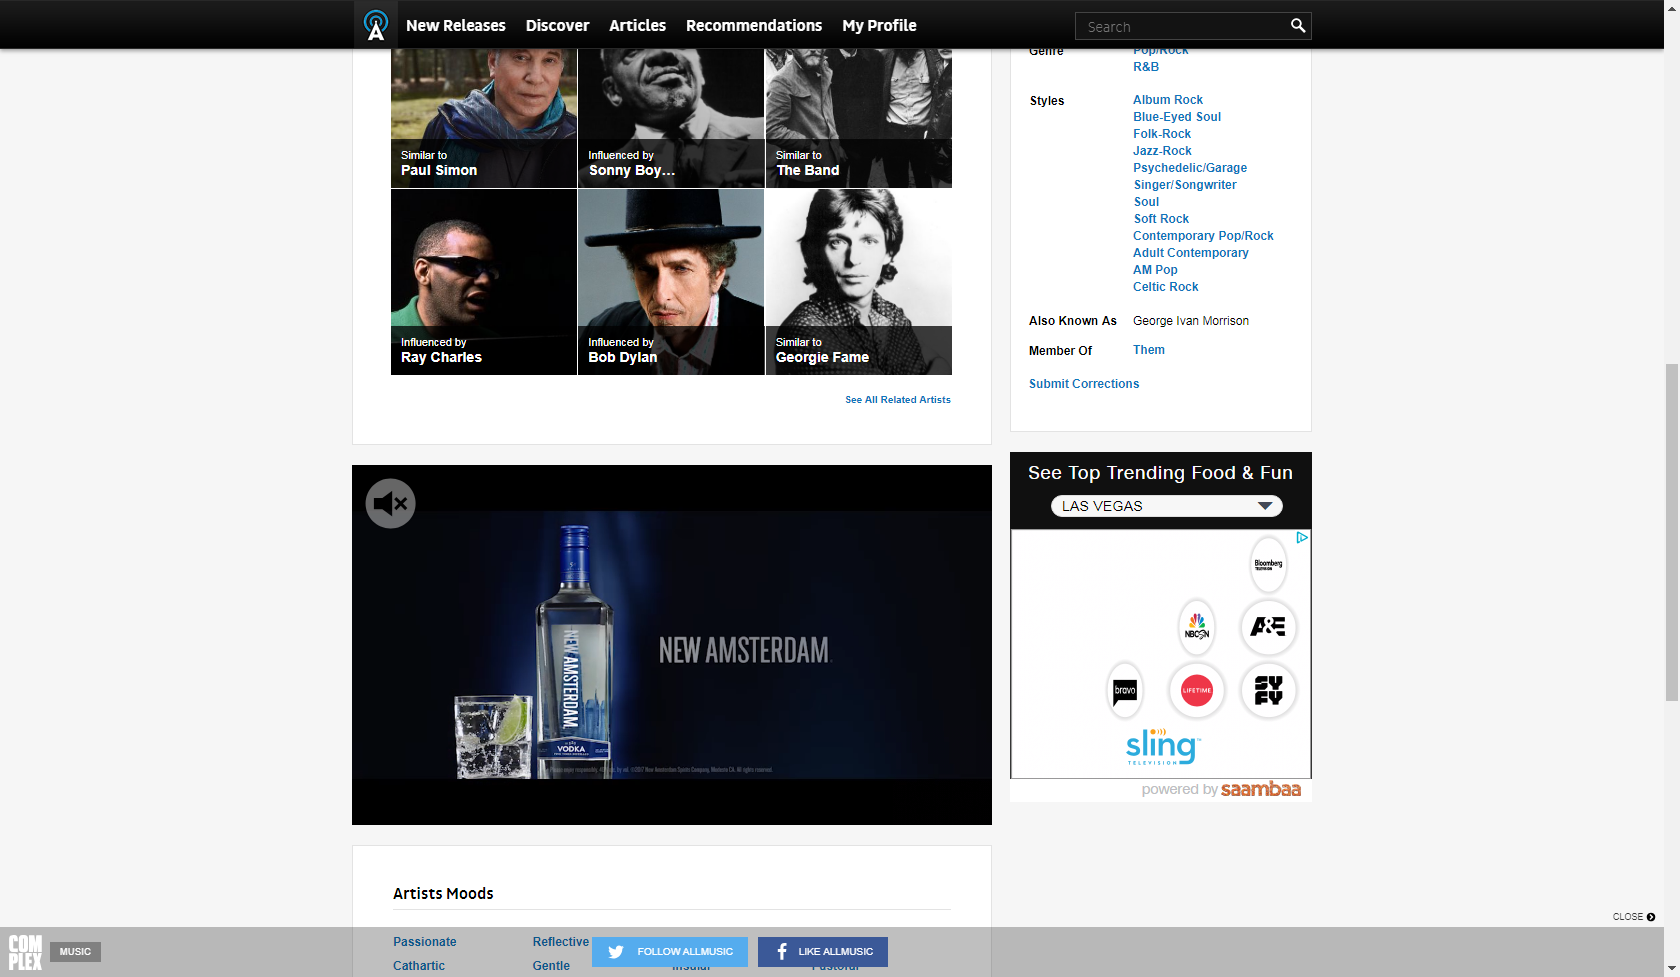 New Releases Discover Articles Recommendations My Profile Search
Similar to
Paul Simon
Influenced by
Sonny Boy...
Similar to
The Band
Influenced by
Ray Charles
Influenced by
Bob Dylan
Similar to
Georgie Fame
See All Related Artists
Genre Pop/Rock
R&B
Styles Album Rock
Blue-Eyed Soul
Folk-Rock
Jazz-Rock
Psychedelic/Garage
Singer/Songwriter
Soul
Soft Rock
Contemporary Pop/Rock
Adult Contemporary
AM Pop
Celtic Rock
Also Known As George Ivan Morrison
Member Of Them
Submit Corrections
NEW AMSTERDAM
NEW AMSTERDAM.
VODKA
See Top Trending Food & Fun
LAS VEGAS
Bloomberg
TELEVISION
NBCSN
A&E
bravo
LIFETIME
SYFY
sling
TELEVISION
powered by saambaa
Artists Moods
Passionate Reflective
Cathartic Gentle Insular Pastoral
CLOSE
COMPLEX
MUSIC
FOLLOW ALLMUSIC
LIKE ALLMUSIC